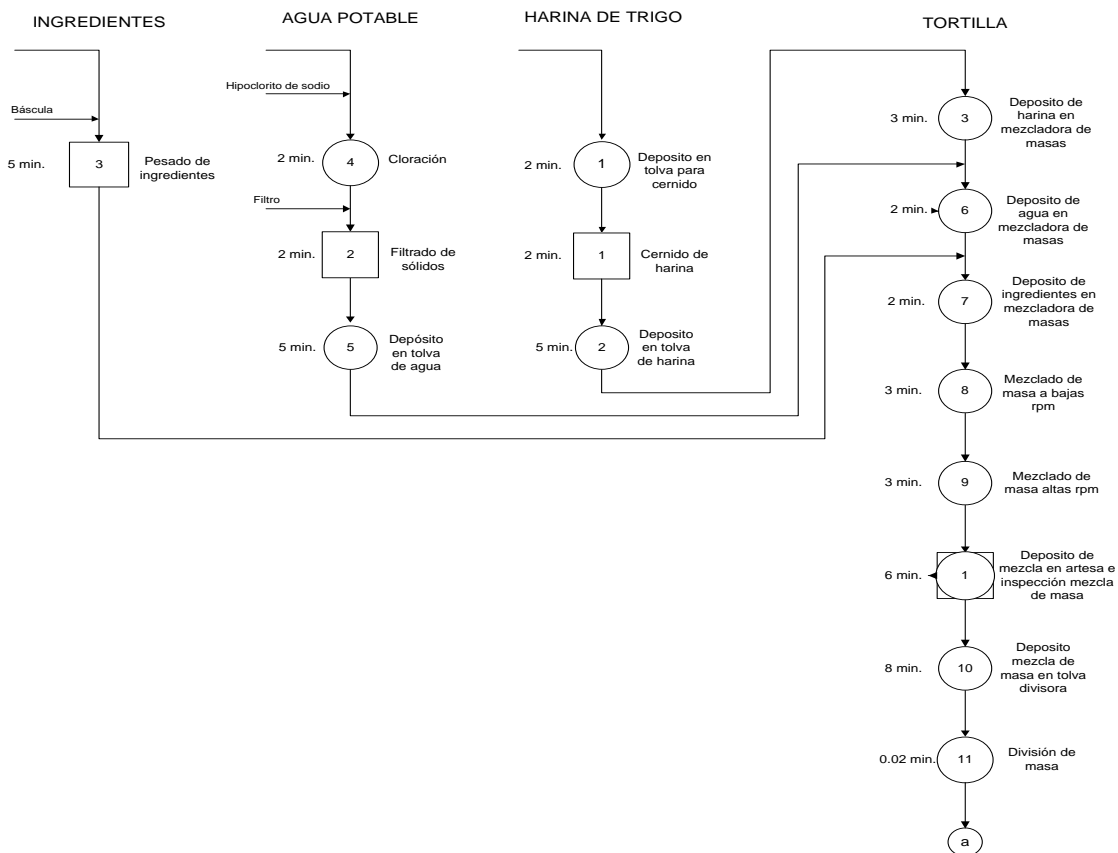 INGREDIENTES
Báscula
5 min.
3
Pesado de
ingredientes
AGUA POTABLE
Hipoclorito de sodio
2 min.
4
Cloración
Filtro
2 min.
2
Filtrado de
sólidos
5 min.
5
Depósito
en tolva
de agua
HARINA DE TRIGO
2 min.
1
Deposito en
tolva para
cernido
2 min.
1
Cernido de
harina
5 min.
2
Deposito
en tolva
de harina
TORTILLA
3 min.
3
Deposito de
harina en
mezcladora de
masas
2 min.
6
Deposito de
agua en
mezcladora de
masas
2 min.
7
Deposito de
ingredientes en
mezcladora de
masas
3 min.
8
Mezclado de
masa a bajas
rpm
3 min.
9
Mezclado de
masa altas rpm
6 min.
1
Deposito de
mezcla en artesa e
inspección mezcla
de masa
8 min.
10
Deposito
mezcla de
masa en tolva
divisora
0.02 min.
11
División de
masa
a